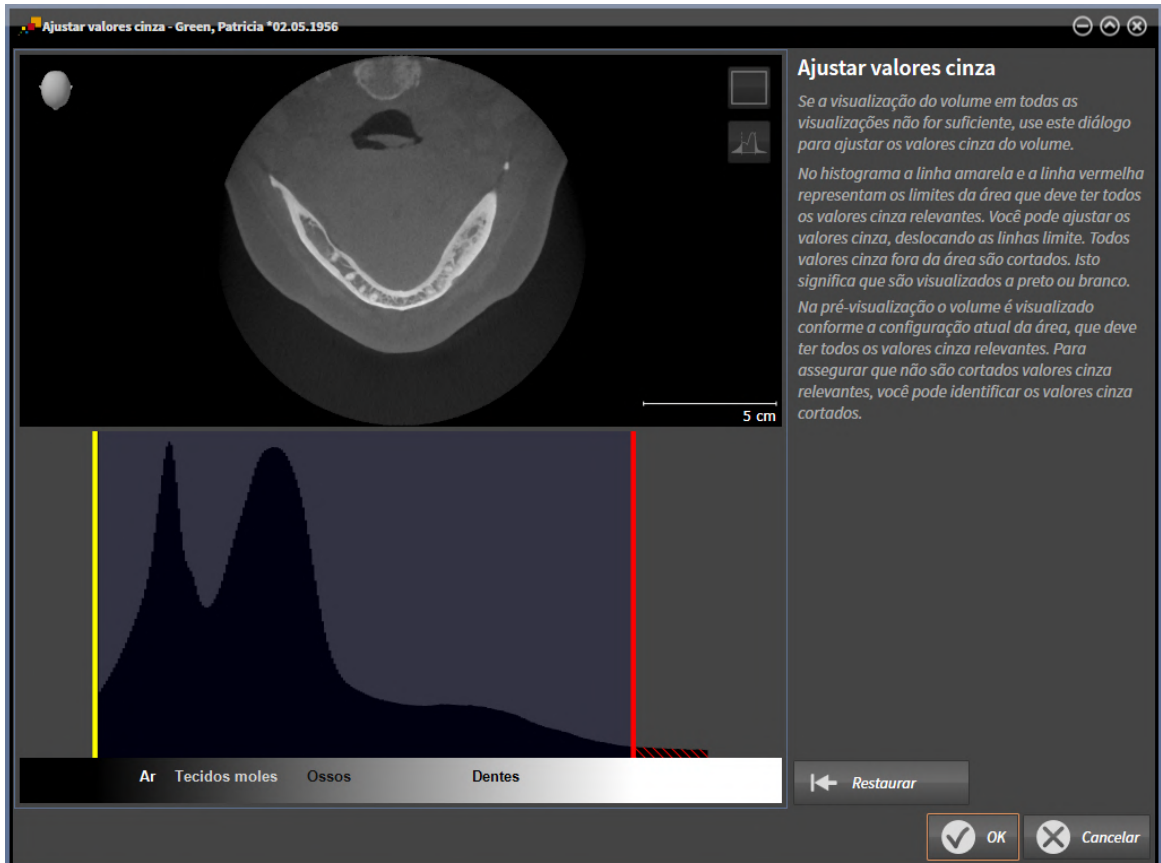 Ajustar valores cinza - Green, Patricia *02.05.1956
5 cm
Ar Tecidos moles Ossos Dentes
Ajustar valores cinza
Se a visualização do volume em todas as
visualizações não for suficiente, use este diálogo
para ajustar os valores cinza do volume.
No histograma a linha amarela e a linha vermelha
representam os limites da área que deve ter todos
os valores cinza relevantes. Você pode ajustar os
valores cinza, deslocando as linhas limite. Todos
valores cinza fora da área são cortados. Isto
significa que são visualizados a preto ou branco.
Na pré-visualização o volume é visualizado
conforme a configuração atual da área, que deve
ter todos os valores cinza relevantes. Para
assegurar que não são cortados valores cinza
relevantes, você pode identificar os valores cinza
cortados.
Restaurar
OK Cancelar